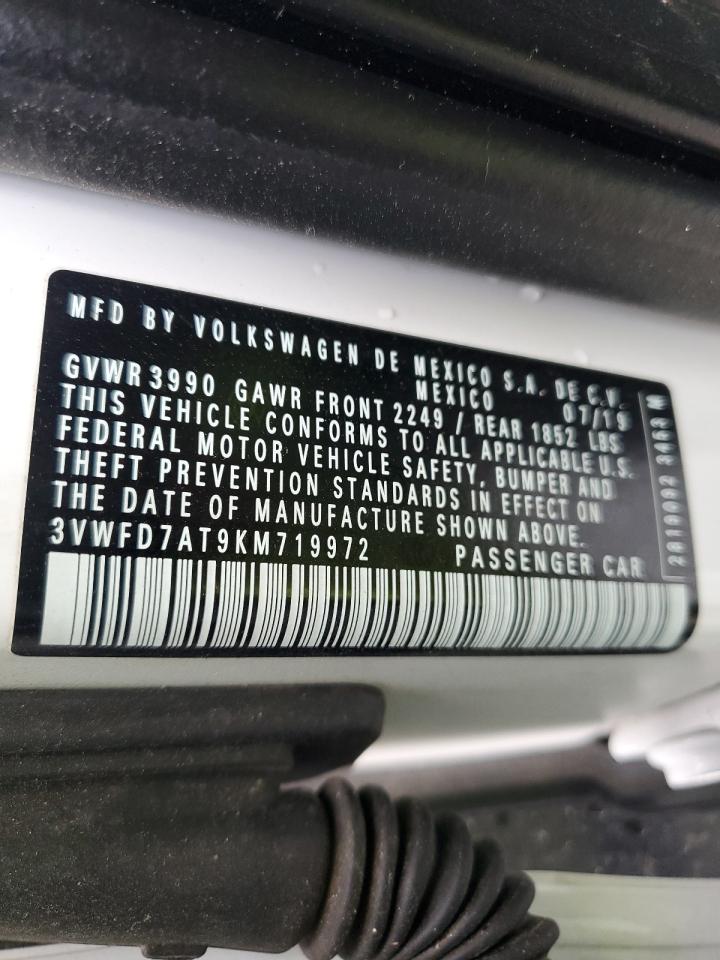 MFD BY VOLKSWAGEN DE MEXICO S.A. DE C.V.
MEXICO 07/19
GVWR 3990 GAWR FRONT 2249 / REAR 1852 LBS
THIS VEHICLE CONFORMS TO ALL APPLICABLE U.S.
FEDERAL MOTOR VEHICLE SAFETY, BUMPER AND
THEFT PREVENTION STANDARDS IN EFFECT ON
THE DATE OF MANUFACTURE SHOWN ABOVE.
3VWFD7AT9KM719972 PASSENGER CAR